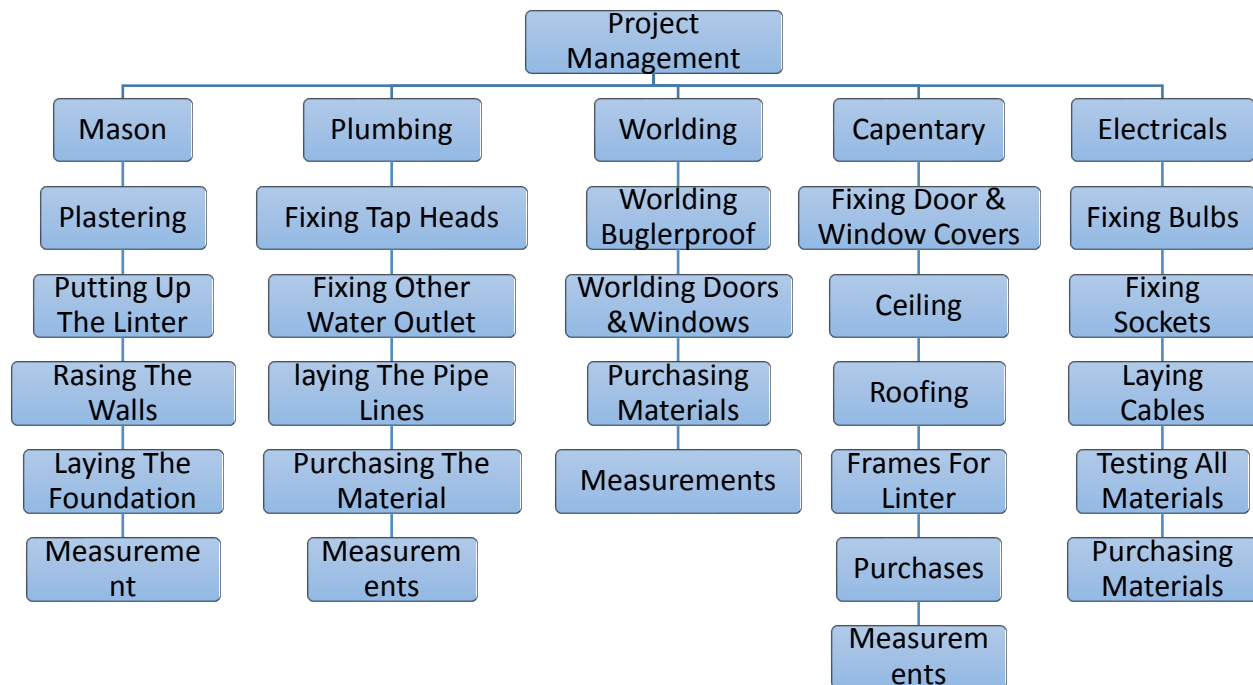 Project
Management
Mason
Plumbing
Worlding
Capentary
Electricals
Plastering
Fixing Tap Heads
Worlding
Buglerproof
Fixing Door &
Window Covers
Fixing Bulbs
Putting Up
The Linter
Fixing Other
Water Outlet
Worlding Doors
&Windows
Ceiling
Fixing
Sockets
Rasing The
Walls
laying The Pipe
Lines
Purchasing
Materials
Roofing
Laying
Cables
Laying The
Foundation
Purchasing The
Material
Measurements
Frames For
Linter
Testing All
Materials
Measureme
nt
Measurem
ents
Purchases
Purchasing
Materials
Measurem
ents